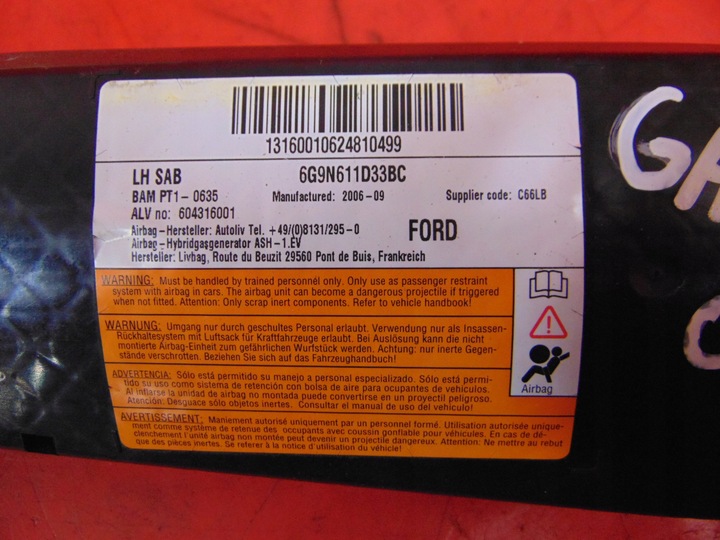 13160010624810499
LH SAB 6G9N611D33BC
BAM PT1- 0635 Manufactured: 2006-09 Supplier code: C66LB
ALV no: 604316001
Airbag-Hersteller: Autoliv Tel. +49/(0)8131/295-0 FORD
Airbag-Hybridgasgenerator ASH-1.EV
Hersteller: Livbag, Route du Beuzit 29560 Pont de Buis, Frankreich
WARNING: Must be handled by trained personnel only. Only use as passenger restraint
system with airbag in cars. The airbag unit can become a dangerous projectile if triggered
when not fitted. Attention: Only scrap inert components. Refer to vehicle handbook!
WARNUNG: Umgang nur durch geschultes Personal erlaubt. Verwendung nur als Insassen-
Rückhaltesystem mit Luftsack für Kraftfahrzeuge erlaubt. Bei Auslösung kann die nicht
montierte Airbag-Einheit zum gefährlichen Wurfstück werden. Achtung: nur inerte Gegen-
stände verschrotten. Beziehen Sie sich auf das Fahrzeughandbuch!
ADVERTENCIA: Sólo está permitido su manejo a personal especializado. Sólo está permi-
tido su uso como sistema de retención con bolsa de aire para ocupantes de vehículos.
Al inflarse la unidad de airbag no montada puede convertirse en un proyectil peligroso.
Atención: Desguace sólo objetos inertes. Consultar el manual de uso del vehículo!
AVERTISSEMENT: Maniement autorisé uniquement par un personnel formé. Utilisation autorisée unique-
ment comme système de retenue des occupants avec coussin gonflable pour véhicules. En cas de dé-
clenchement l'unité airbag non montée peut devenir un projectile dangereux. Attention: Ne mettre au rebut
que des pièces inertes. Se referer à la notice d'utilisation du véhicule!
Airbag
GA